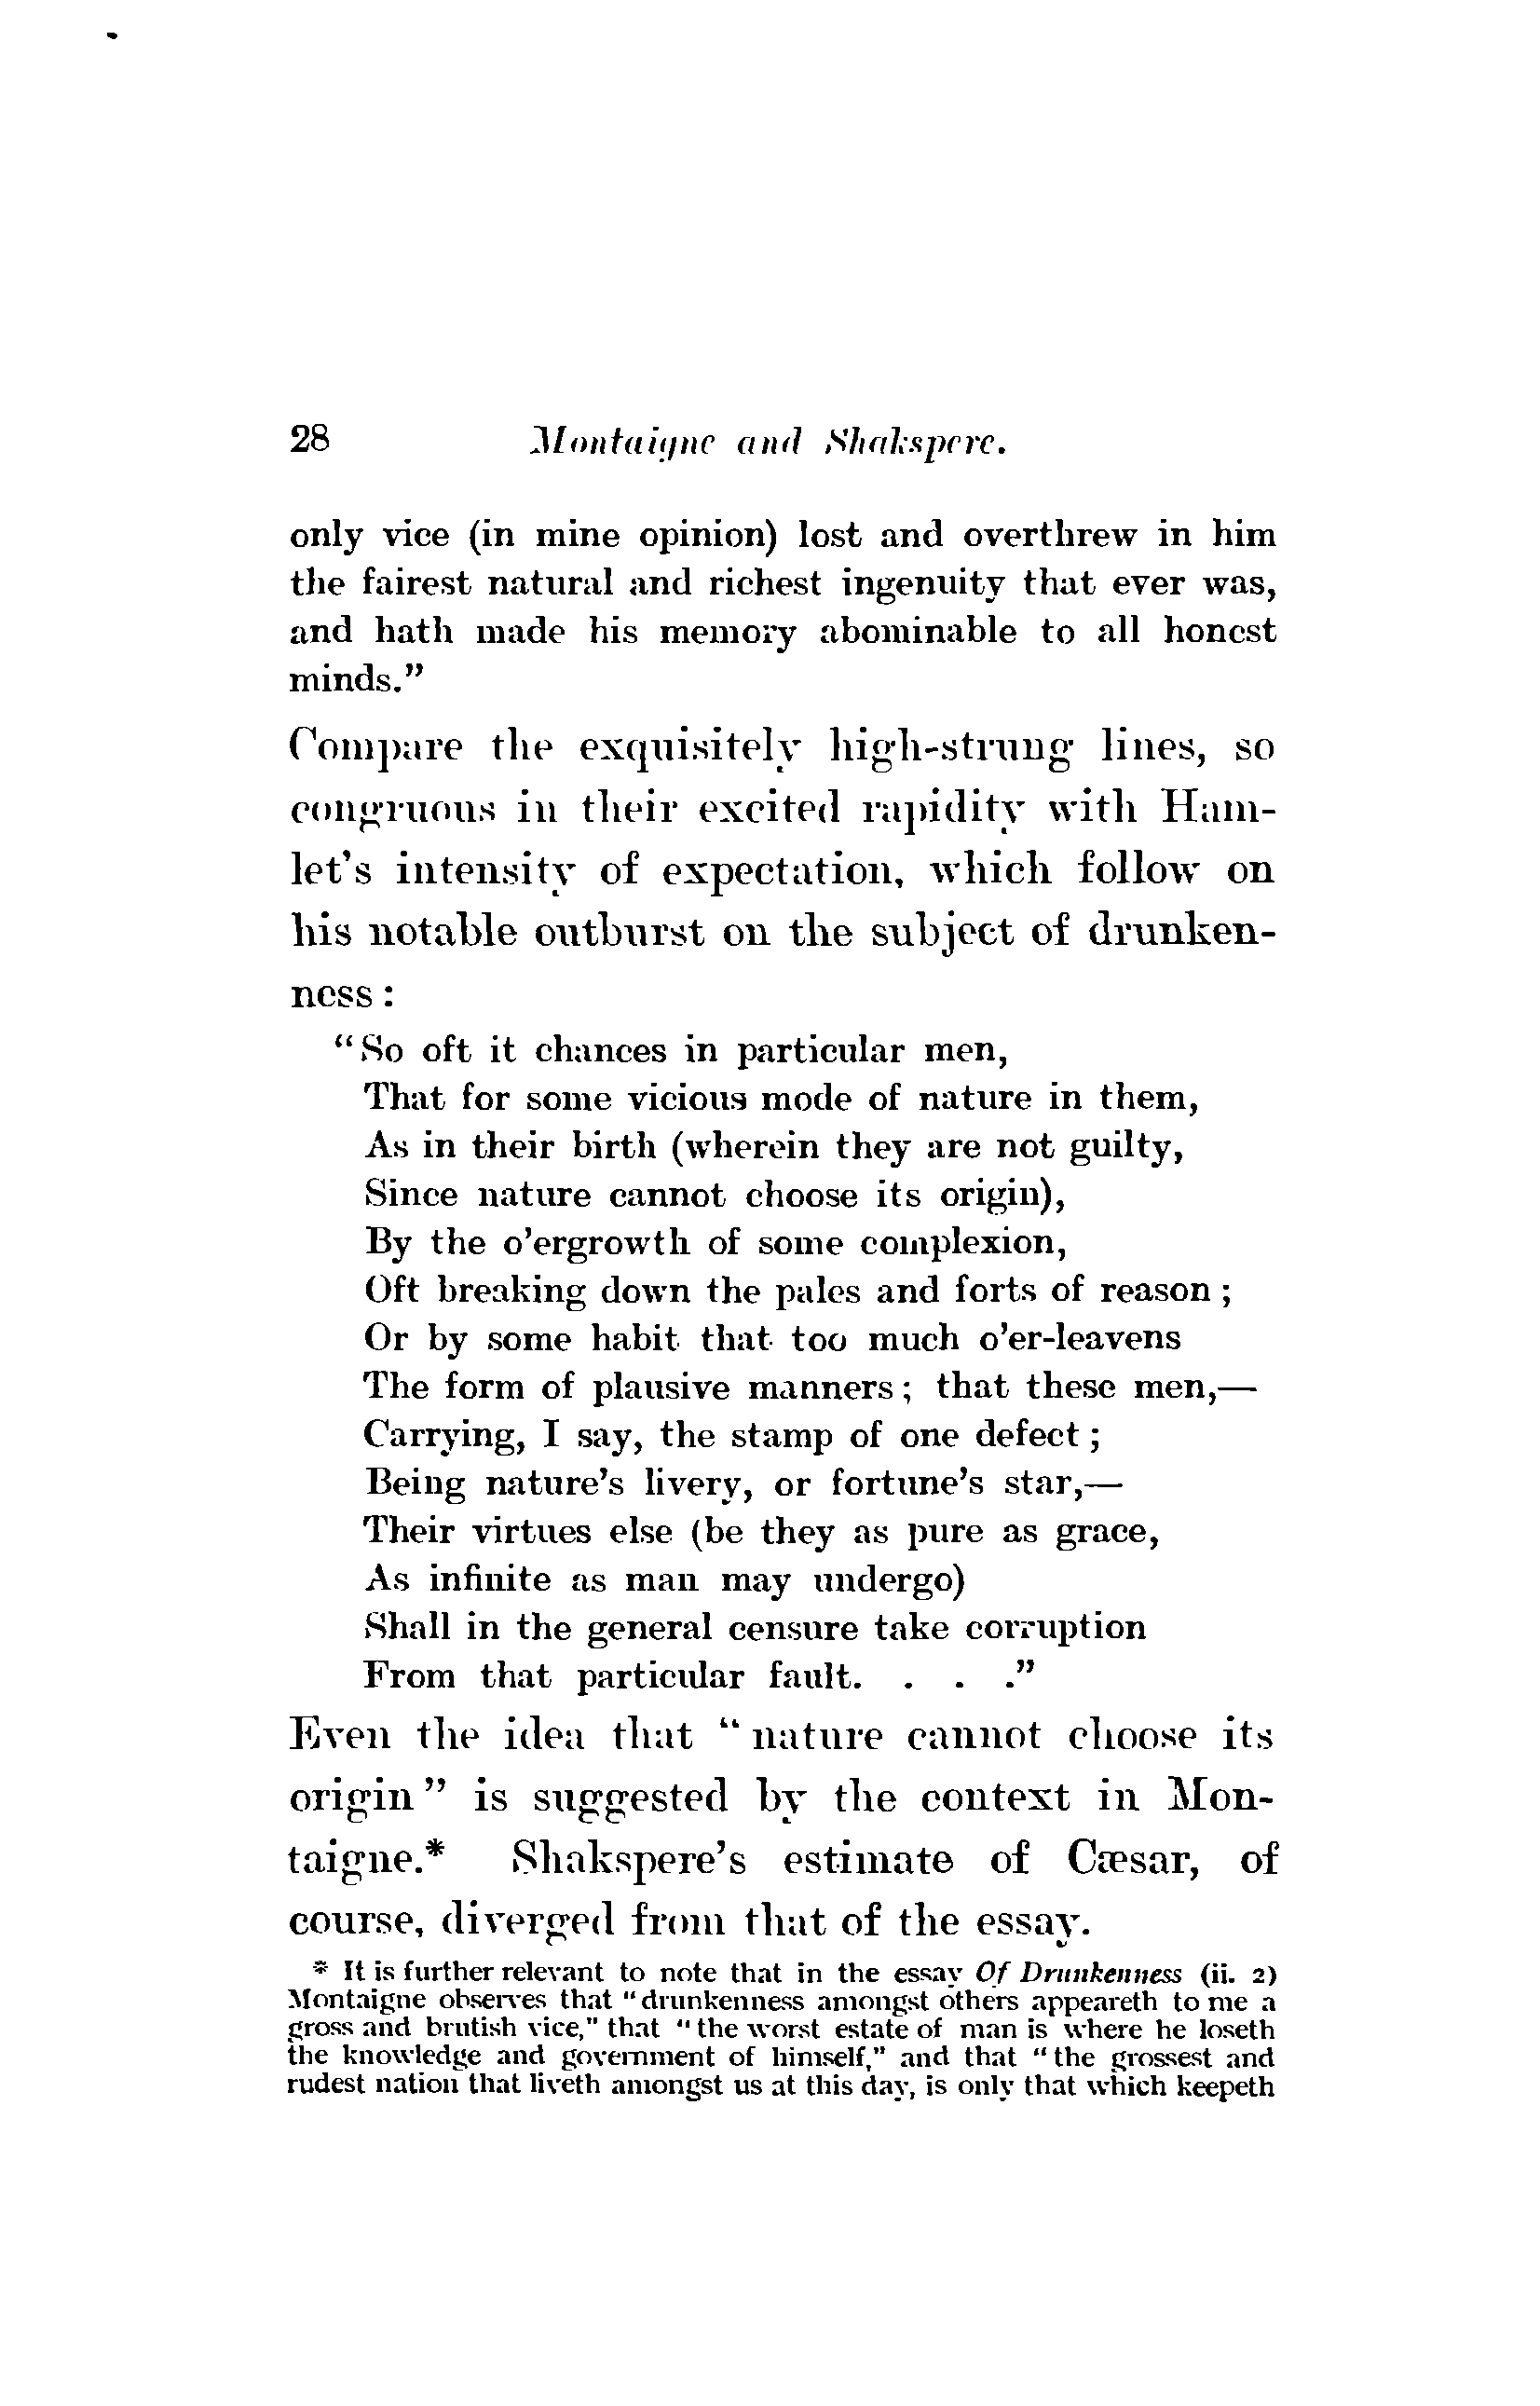 28 Montaigne and Shakspere.
only vice (in mine opinion) lost and overthrew in him
the fairest natural and richest ingenuity that ever was,
and hath made his memory abominable to all honest
minds.”
Compare the exquisitely high-strung lines, so
congruous in their excited rapidity with Ham-
let’s intensity of expectation, which follow on
his notable outburst on the subject of drunken-
ness :
“So oft it chances in particular men,
That for some vicious mode of nature in them,
As in their birth (wherein they are not guilty,
Since nature cannot choose its origin),
By the o’ergrowth of some complexion,
Oft breaking down the pales and forts of reason ;
Or by some habit that too much o’er-leavens
The form of plausive manners ; that these men,—
Carrying, I say, the stamp of one defect ;
Being nature’s livery, or fortune’s star,—
Their virtues else (be they as pure as grace,
As infinite as man may undergo)
Shall in the general censure take corruption
From that particular fault. . . .”
Even the idea that “ nature cannot choose its
origin ” is suggested by the context in Mon-
taigne.* Shakspere’s estimate of Cæsar, of
course, diverged from that of the essay.
* It is further relevant to note that in the essay Of Drunkenness (ii. 2)
Montaigne observes that "drunkenness amongst others appeareth to me a
gross and brutish vice," that "the worst estate of man is where he loseth
the knowledge and government of himself," and that "the grossest and
rudest nation that liveth amongst us at this day, is only that which keepeth